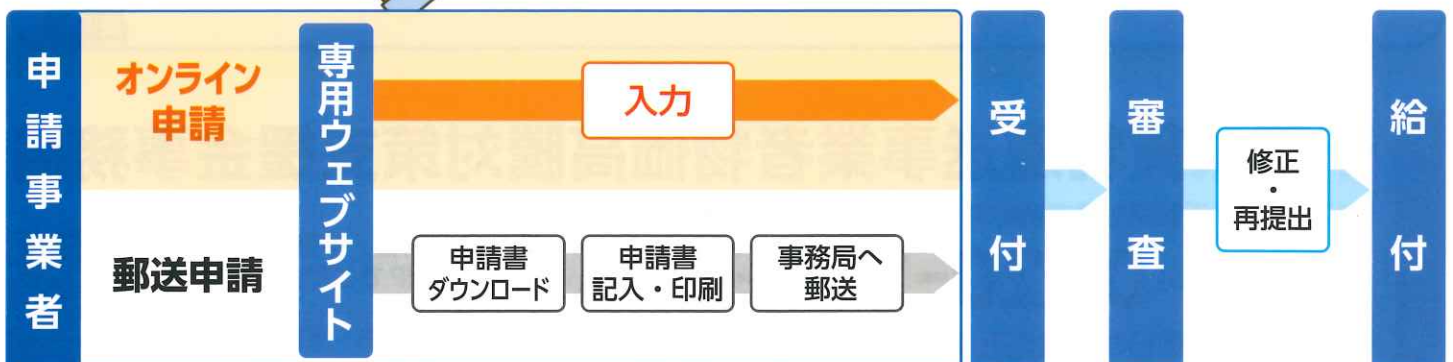 申請事業者
オンライン
申請
専用ウェブサイト
入力
郵送申請
申請書
ダウンロード
申請書
記入・印刷
事務局へ
郵送
受付
審査
修正
・
再提出
給付